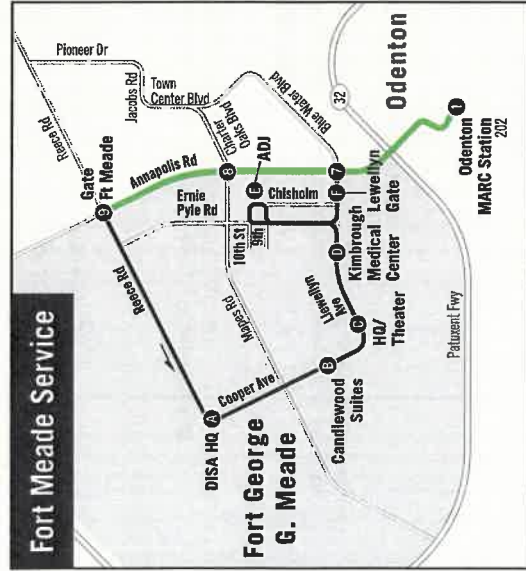 Fort Meade Service
Pioneer Dr
Reece Rd
Jacobs Rd
Town
Center Blvd
Gate
Ft Meade
9
Annapolis Rd
Charter
Oaks Blvd
Blue Water Blvd
Reece Rd
Ernie
Pyle Rd
8
E
ADJ
Chisholm
10th St
9th
7
F
Lewellyn
Gate
Mapes Rd
D
Kimbrough
Medical
Center
DISA HQ
A
Cooper Ave
Llewellyn
Ave
C
HQ/
Theater
B
Candlewood
Suites
Fort George
G. Meade
Patuxent Fwy
32
Odenton
1
Odenton
MARC Station
202